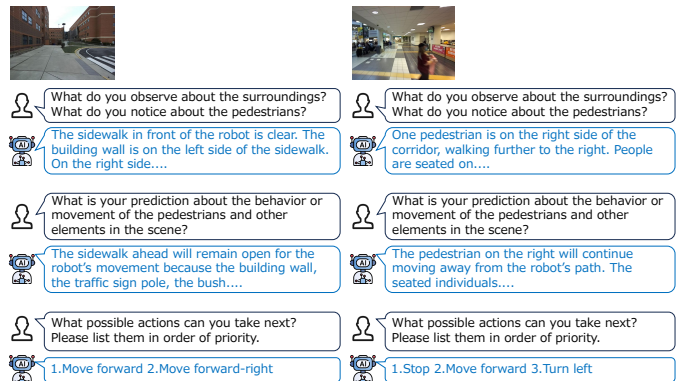 What do you observe about the surroundings?
What do you notice about the pedestrians?
AI
The sidewalk in front of the robot is clear. The
building wall is on the left side of the sidewalk.
On the right side....
What is your prediction about the behavior or
movement of the pedestrians and other
elements in the scene?
AI
The sidewalk ahead will remain open for the
robot's movement because the building wall,
the traffic sign pole, the bush....
What possible actions can you take next?
Please list them in order of priority.
AI
1.Move forward 2.Move forward-right
What do you observe about the surroundings?
What do you notice about the pedestrians?
AI
One pedestrian is on the right side of the
corridor, walking further to the right. People
are seated on....
What is your prediction about the behavior or
movement of the pedestrians and other
elements in the scene?
AI
The pedestrian on the right will continue
moving away from the robot's path. The
seated individuals....
What possible actions can you take next?
Please list them in order of priority.
AI
1.Stop 2.Move forward 3.Turn left